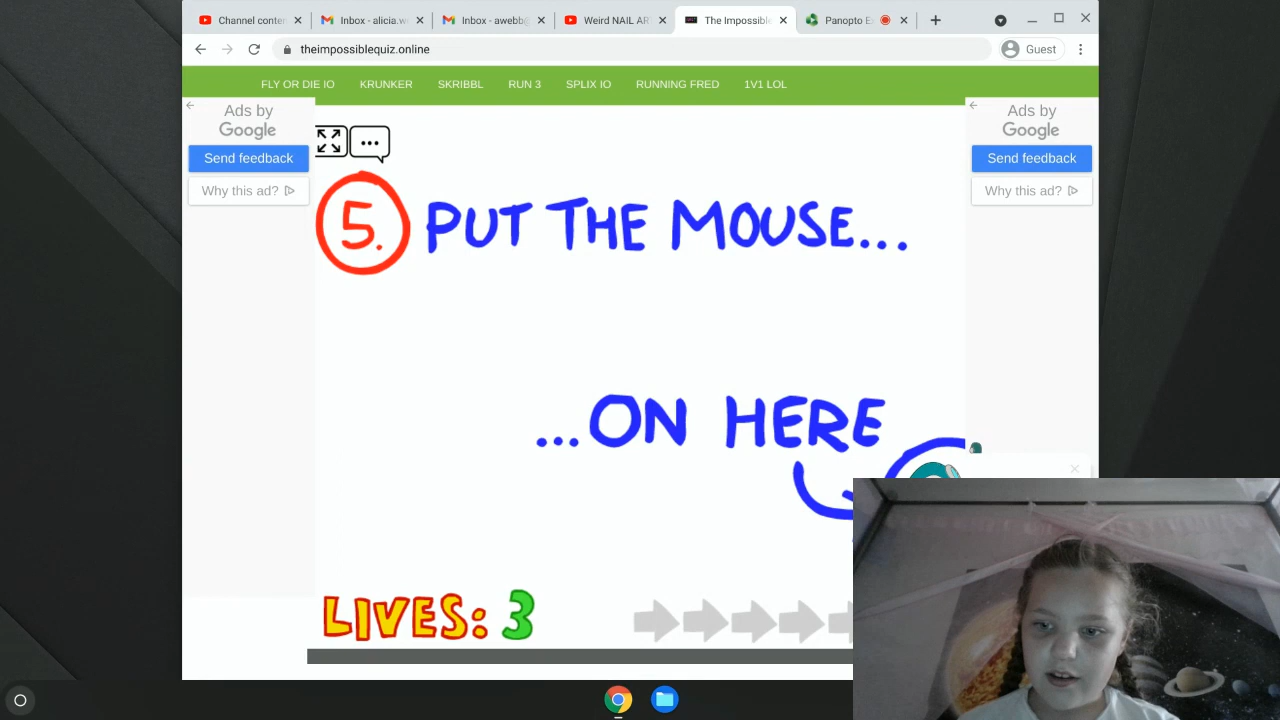 Channel conten
Inbox - alicia.w
Inbox - awebb@
Weird NAIL AR
The Impossible
Panopto E
theimpossiblequiz.online
Guest
FLY OR DIE IO
KRUNKER
SKRIBBL
RUN 3
SPLIX IO
RUNNING FRED
1V1 LOL
Ads by
Google
Send feedback
Why this ad?
Ads by
Google
Send feedback
Why this ad?
5. PUT THE MOUSE...
...ON HERE
LIVES: 3